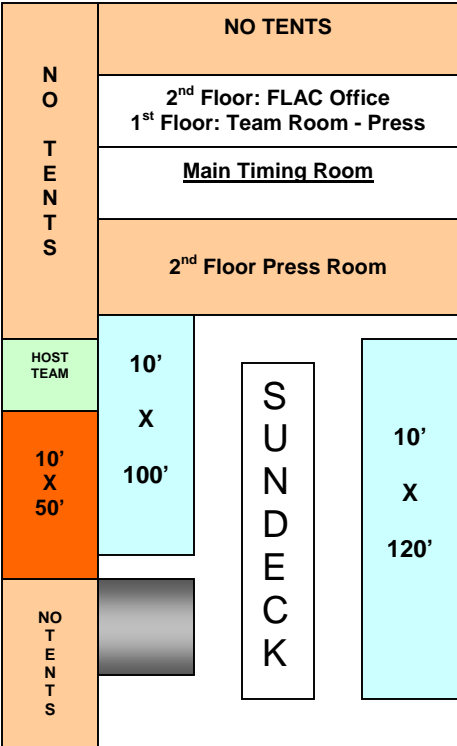 NO TENTS
N
O
T
E
N
T
S
2nd Floor: FLAC Office
1st Floor: Team Room - Press
Main Timing Room
2nd Floor Press Room
HOST
TEAM
10’
X
100’
S
U
N
D
E
C
K
10’
X
120’
10’
X
50’
NO
T
E
N
T
S